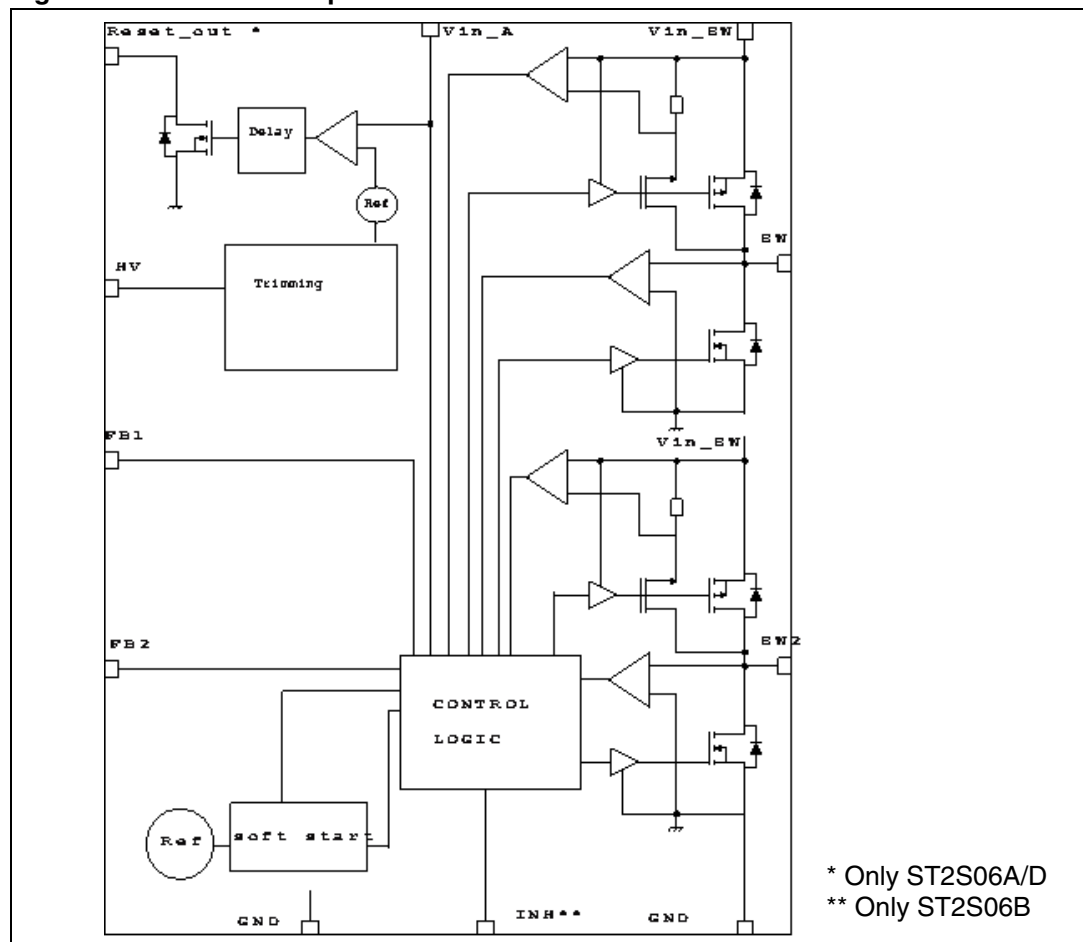 Reset_out *
Vin_A
Vin_SW
Delay
Ref
SW
HV
Trimming
FB1
Vin_SW
FB2
SW2
CONTROL
LOGIC
Ref
soft start
GND
INH**
GND
* Only ST2S06A/D
** Only ST2S06B